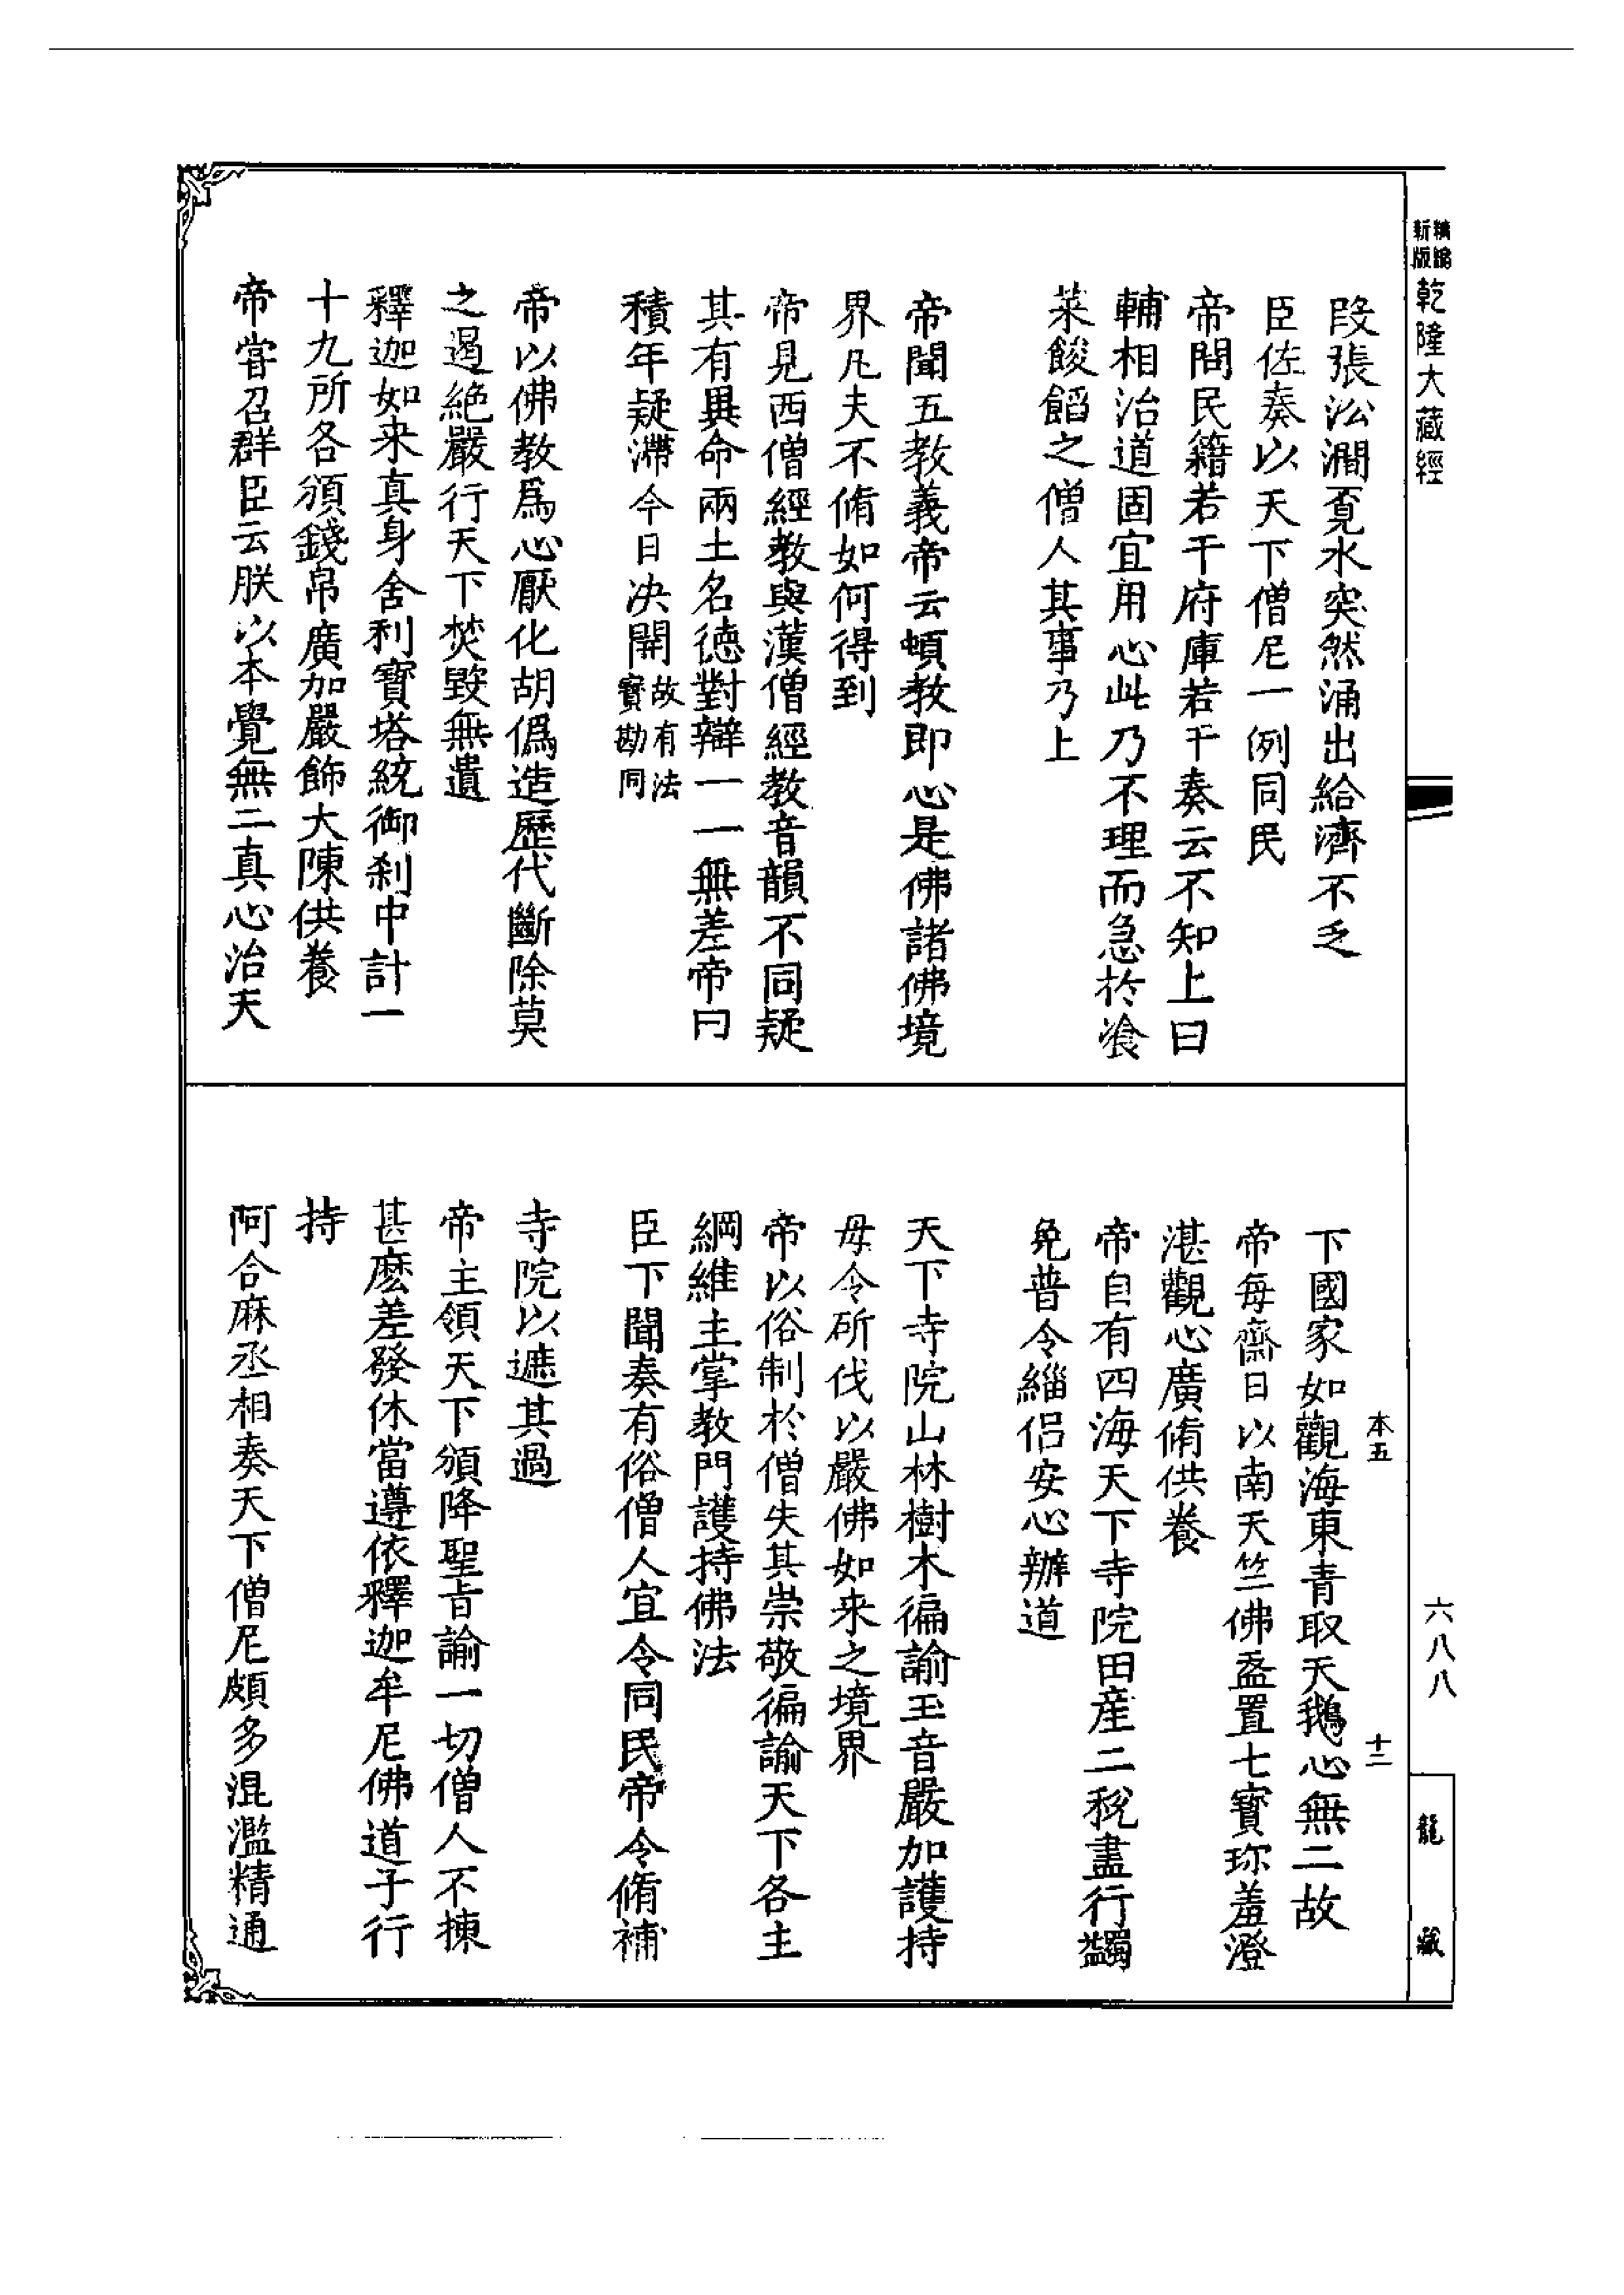 精編
新版
乾隆大藏經
段張㳂澗覔水突然涌出給濟不乏
臣佐奏以天下僧尼一例同民
帝問民籍若干府庫若干奏云不知上曰
輔相治道固宜用心此乃不理而急於飡
菜餕餡之僧人其事乃止
帝聞五教義帝云頓教即心是佛諸佛境
界凡夫不脩如何得到
帝見西僧經教與漢僧經教音韻不同疑
其有異命兩土名德對辯一一無差帝曰
積年疑滯今日决開故有法
寶勘同
帝以佛教爲心厭化胡僞造歷代斷除莫
之遏絕嚴行天下焚毀無遺
釋迦如来真身舍利寶塔統御刹中計一
十九所各頒錢帛廣加嚴飾大陳供養
帝甞召群臣云朕以本覺無二真心治天
本五
十二
下國家如觀海東青取天鵝心無二故
帝每齋日以南天竺佛盋置七寶珎羞澄
湛觀心廣脩供養
帝自有四海天下寺院田産二稅盡行蠲
免普令緇侣安心辦道
天下寺院山林樹木徧諭玉音嚴加護持
毋令斫伐以嚴佛如来之境界
帝以俗制於僧失其崇敬徧諭天下各主
綱維主掌教門護持佛法
臣下聞奏有俗僧人宜令同民帝令脩補
寺院以遮其過
帝主領天下頒降聖旨諭一切僧人不揀
甚麽差發休當遵依釋迦牟尼佛道子行
持
阿合麻丞相奏天下僧尼頗多混濫精通
六八八
龍藏